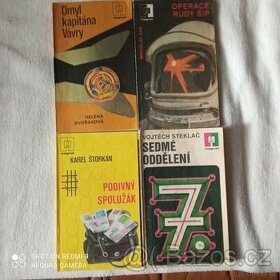 Omyl
kapitána
Vávry
HELENA
DVOŘÁKOVÁ
OPERACE
RUDÝ ŠÍP
KAREL ŠTORKÁN
PODIVNÝ
SPOLUŽÁK
VOJTĚCH STEKLAČ
SEDMÉ
ODDĚLENÍ
7.
SHOT ON REDMI 9
AI QUAD CAMERA
Bazoš.cz